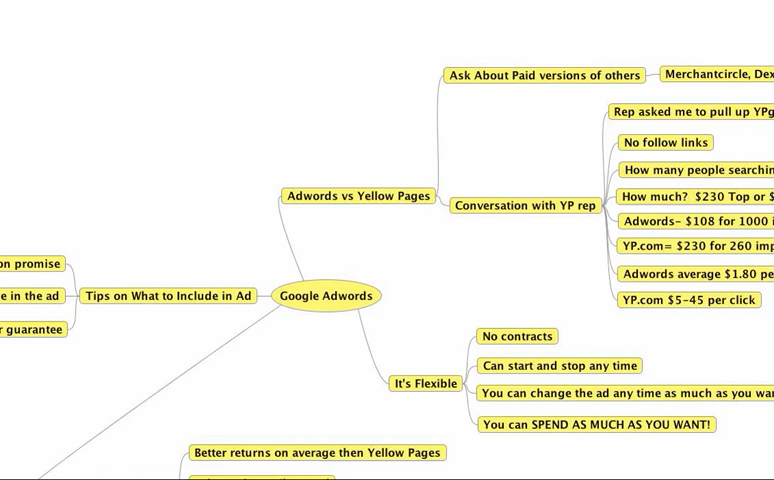 Ask About Paid versions of others
Merchantcircle, Dex
Rep asked me to pull up YPg
No follow links
How many people searchin
How much? $230 Top or $
Adwords- $108 for 1000 i
YP.com= $230 for 260 imp
Adwords average $1.80 pe
YP.com $5-45 per click
Adwords vs Yellow Pages
Conversation with YP rep
on promise
e in the ad
r guarantee
Tips on What to Include in Ad
Google Adwords
It's Flexible
No contracts
Can start and stop any time
You can change the ad any time as much as you wan
You can SPEND AS MUCH AS YOU WANT!
Better returns on average then Yellow Pages